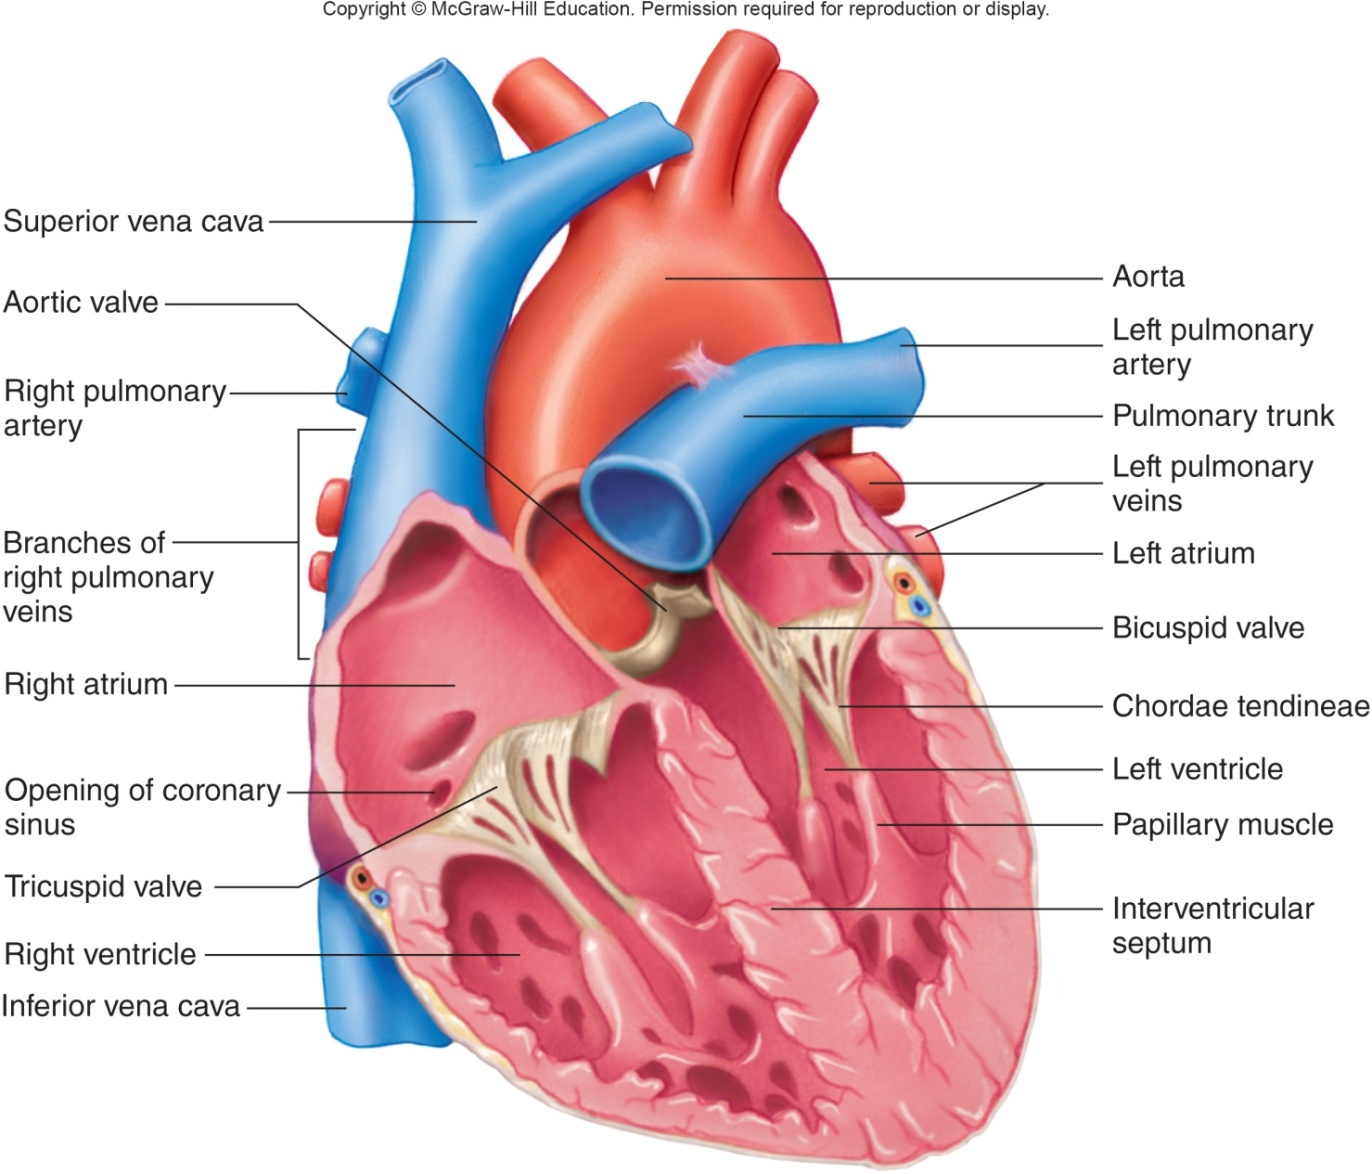 Copyright © McGraw-Hill Education. Permission required for reproduction or display.
Superior vena cava
Aortic valve
Right pulmonary
artery
Branches of
right pulmonary
veins
Right atrium
Opening of coronary
sinus
Tricuspid valve
Right ventricle
Inferior vena cava
Aorta
Left pulmonary
artery
Pulmonary trunk
Left pulmonary
veins
Left atrium
Bicuspid valve
Chordae tendineae
Left ventricle
Papillary muscle
Interventricular
septum